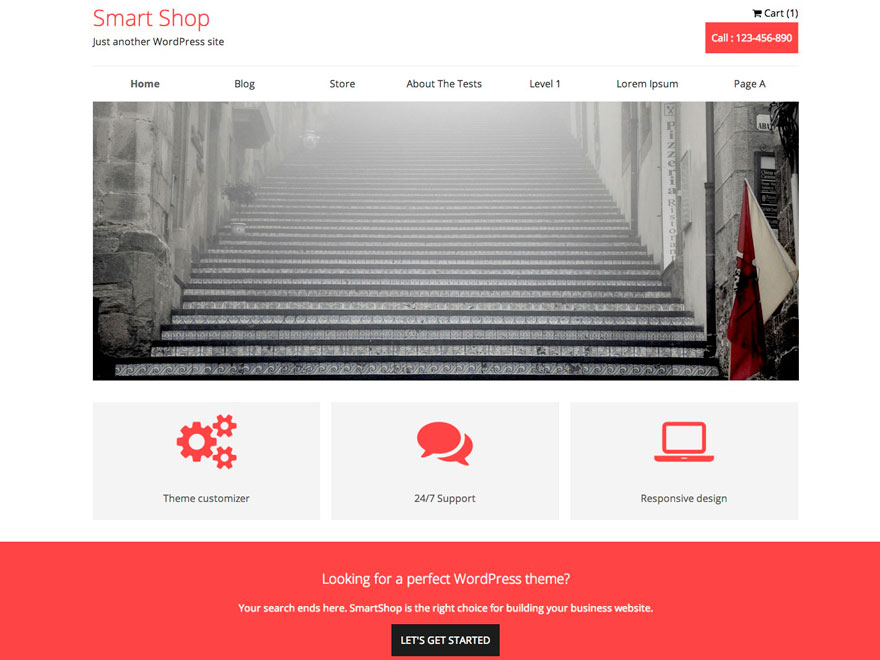 Smart Shop
Just another WordPress site
Cart (1)
Call : 123-456-890
Home Blog Store About The Tests Level 1 Lorem Ipsum Page A
Pizzeria Ristoran
Theme customizer 24/7 Support Responsive design
Looking for a perfect WordPress theme?
Your search ends here. SmartShop is the right choice for building your business website.
LET'S GET STARTED